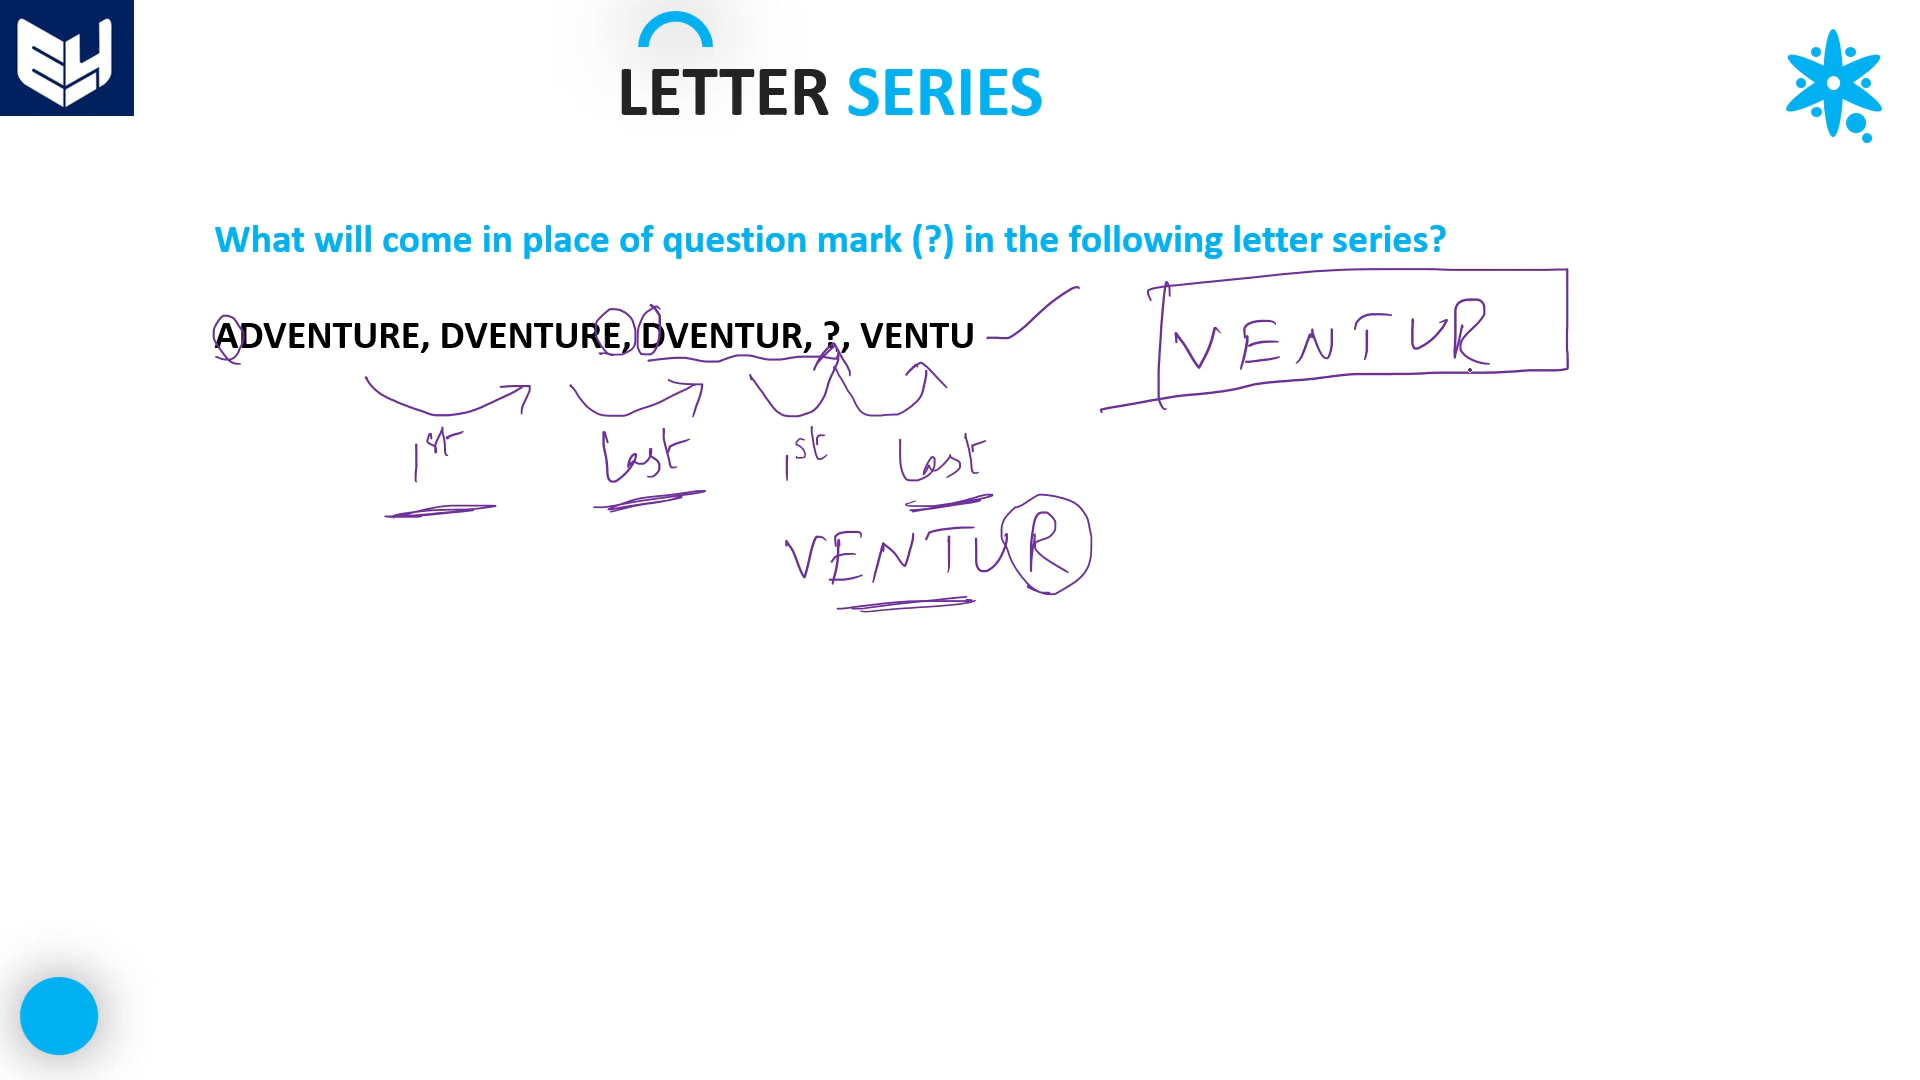 LETTER SERIES
What will come in place of question mark (?) in the following letter series?
ADVENTURE, DVENTURE, DVENTUR, ?, VENTU
VENTUR
1st Last 1st Last
VENTUR